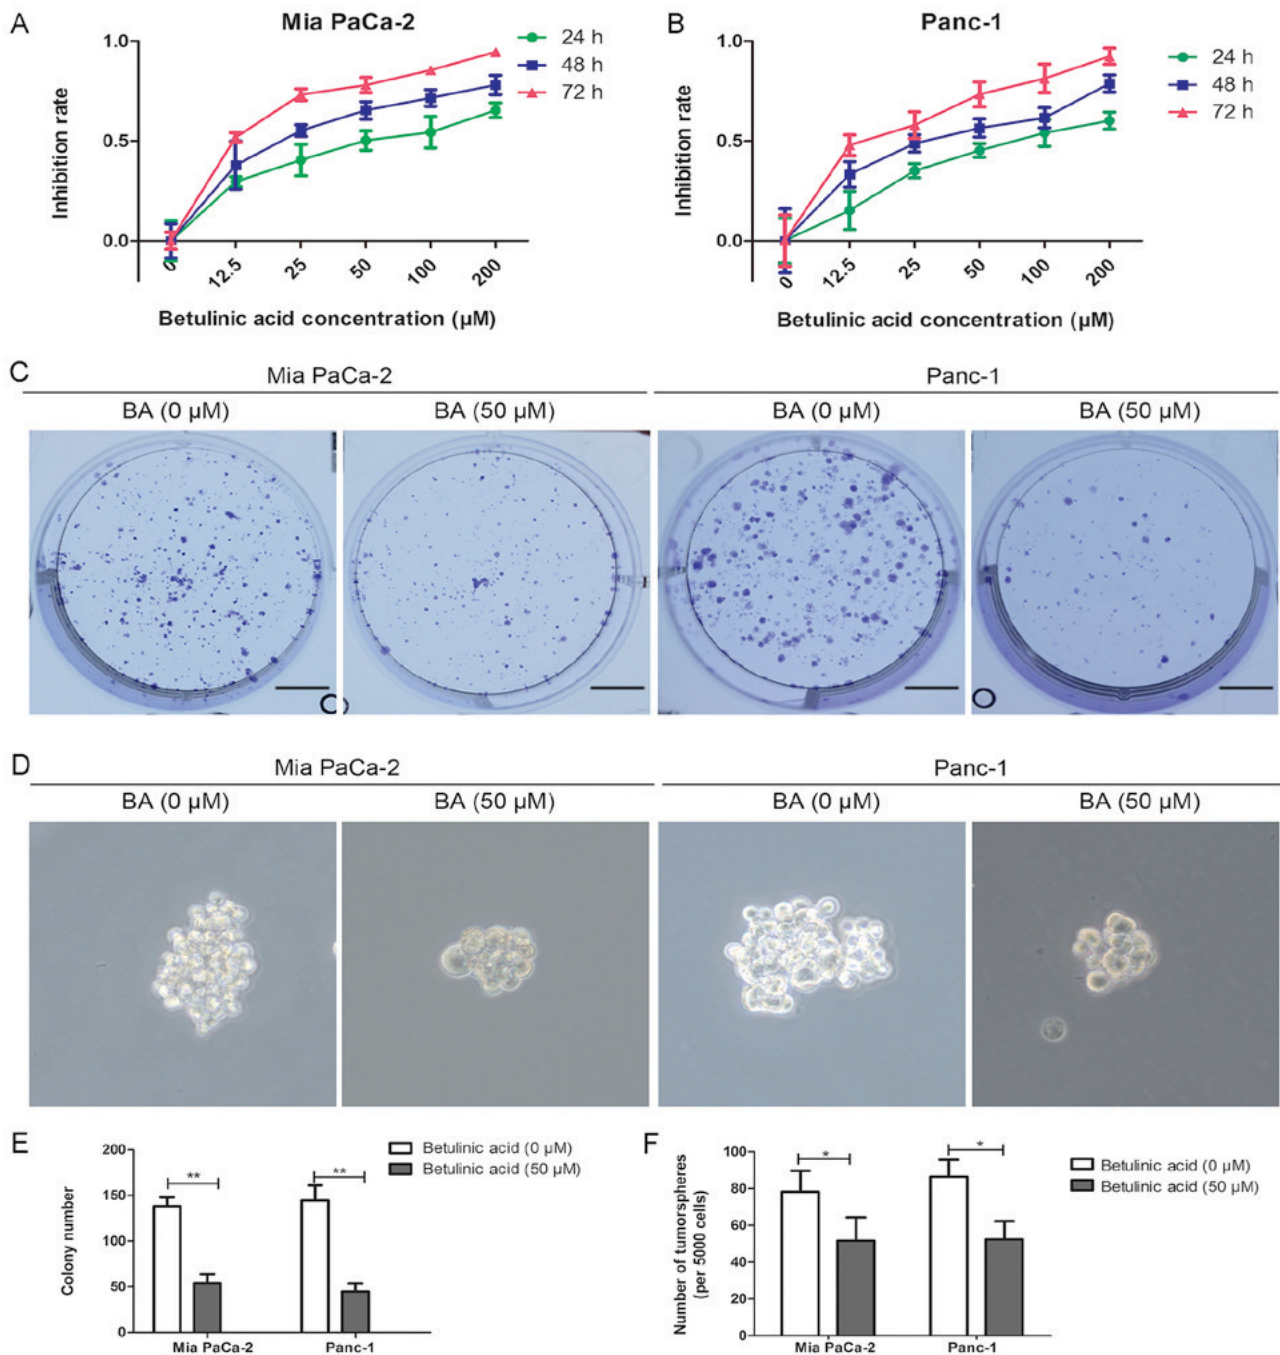 A
Mia PaCa-2
1.0
0.5
0.0
Inhibition rate
0
12.5
25
50
100
200
Betulinic acid concentration (µM)
24 h
48 h
72 h
B
Panc-1
1.0
0.5
0.0
Inhibition rate
0
12.5
25
50
100
200
Betulinic acid concentration (µM)
24 h
48 h
72 h
C
Mia PaCa-2
Panc-1
BA (0 µM)
BA (50 µM)
BA (0 µM)
BA (50 µM)
D
Mia PaCa-2
Panc-1
BA (0 µM)
BA (50 µM)
BA (0 µM)
BA (50 µM)
E
200
150
100
50
0
Colony number
**
**
Mia PaCa-2
Panc-1
Betulinic acid (0 µM)
Betulinic acid (50 µM)
F
100
80
60
40
20
0
Number of tumorspheres
(per 5000 cells)
*
*
Mia PaCa-2
Panc-1
Betulinic acid (0 µM)
Betulinic acid (50 µM)